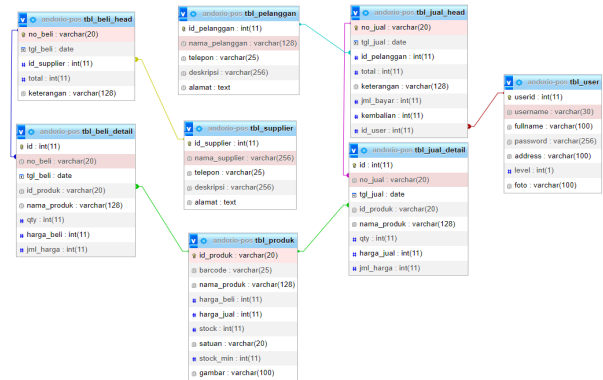 andorio-pos tbl_beli_head
no_beli : varchar(20)
tgl_beli : date
id_supplier : int(11)
total : int(11)
keterangan : varchar(128)
andorio-pos tbl_pelanggan
id_pelanggan : int(11)
nama_pelanggan : varchar(128)
telepon : varchar(25)
deskripsi : varchar(256)
alamat : text
andorio-pos tbl_jual_head
no_jual : varchar(20)
tgl_jual : date
id_pelanggan : int(11)
total : int(11)
keterangan : varchar(128)
jml_bayar : int(11)
kembalian : int(11)
id_user : int(11)
andorio-pos tbl_user
userid : int(11)
username : varchar(30)
fullname : varchar(100)
password : varchar(256)
address : varchar(100)
level : int(1)
foto : varchar(100)
andorio-pos tbl_beli_detail
id : int(11)
no_beli : varchar(20)
tgl_beli : date
id_produk : varchar(20)
nama_produk : varchar(128)
qty : int(11)
harga_beli : int(11)
jml_harga : int(11)
andorio-pos tbl_supplier
id_supplier : int(11)
nama_supplier : varchar(256)
telepon : varchar(25)
deskripsi : varchar(256)
alamat : text
andorio-pos tbl_jual_detail
id : int(11)
no_jual : varchar(20)
tgl_jual : date
id_produk : varchar(20)
nama_produk : varchar(128)
qty : int(11)
harga_jual : int(11)
jml_harga : int(11)
andorio-pos tbl_produk
id_produk : varchar(20)
barcode : varchar(25)
nama_produk : varchar(128)
harga_beli : int(11)
harga_jual : int(11)
stock : int(11)
satuan : varchar(20)
stock_min : int(11)
gambar : varchar(100)